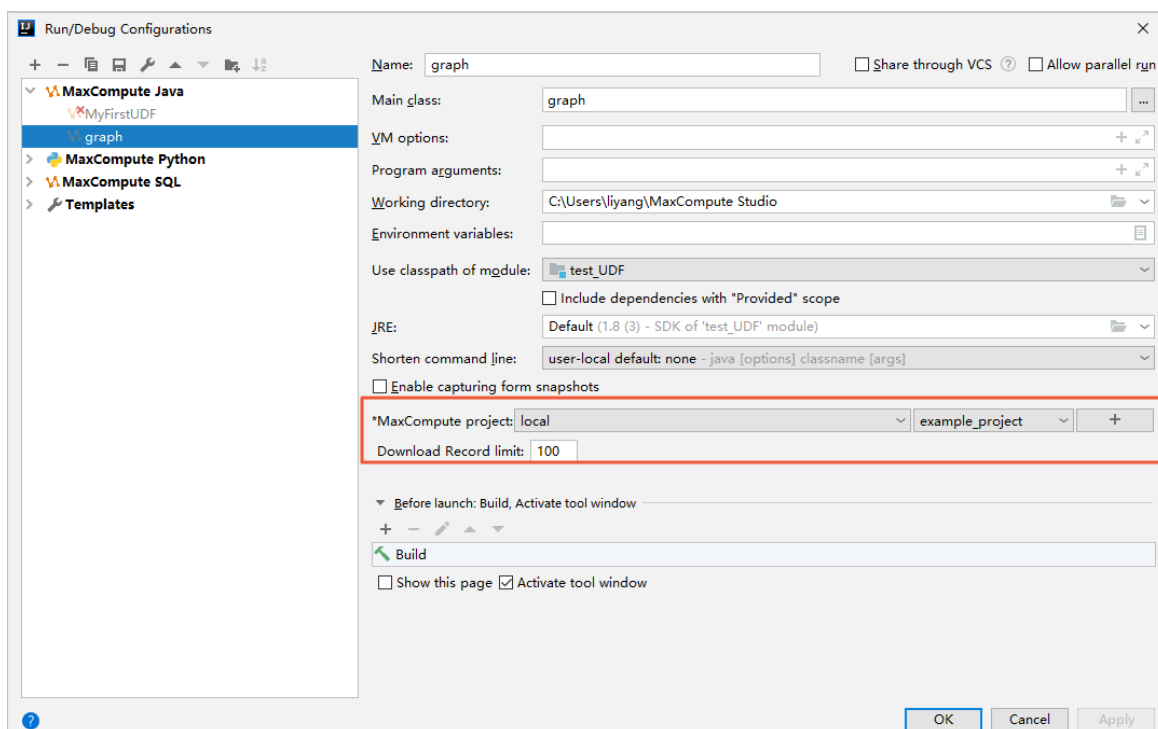 Run/Debug Configurations
Name: graph
Share through VCS
Allow parallel run
MaxCompute Java
MyFirstUDF
graph
MaxCompute Python
MaxCompute SQL
Templates
Main class: graph ...
VM options:
Program arguments:
Working directory: C:\Users\liyang\MaxCompute Studio
Environment variables:
Use classpath of module: test_UDF
Include dependencies with "Provided" scope
JRE: Default (1.8 (3) - SDK of 'test_UDF' module)
Shorten command line: user-local default: none - java [options] classname [args]
Enable capturing form snapshots
*MaxCompute project: local example_project +
Download Record limit: 100
Before launch: Build, Activate tool window
Build
Show this page Activate tool window
? OK Cancel Apply